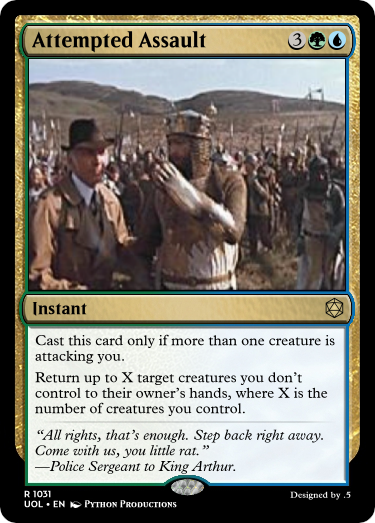 Attempted Assault 3
Instant
Cast this card only if more than one creature is
attacking you.
Return up to X target creatures you don't
control to their owner's hands, where X is the
number of creatures you control.
“All rights, that's enough. Step back right away.
Come with us, you little rat.”
—Police Sergeant to King Arthur.
R 1031
UOL • EN Python Productions
Designed by .5